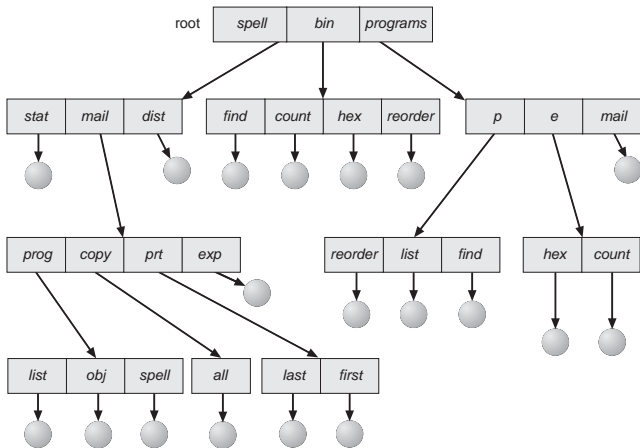 root spell bin programs
stat mail dist find count hex reorder p e mail
prog copy prt exp reorder list find hex count
list obj spell all last first